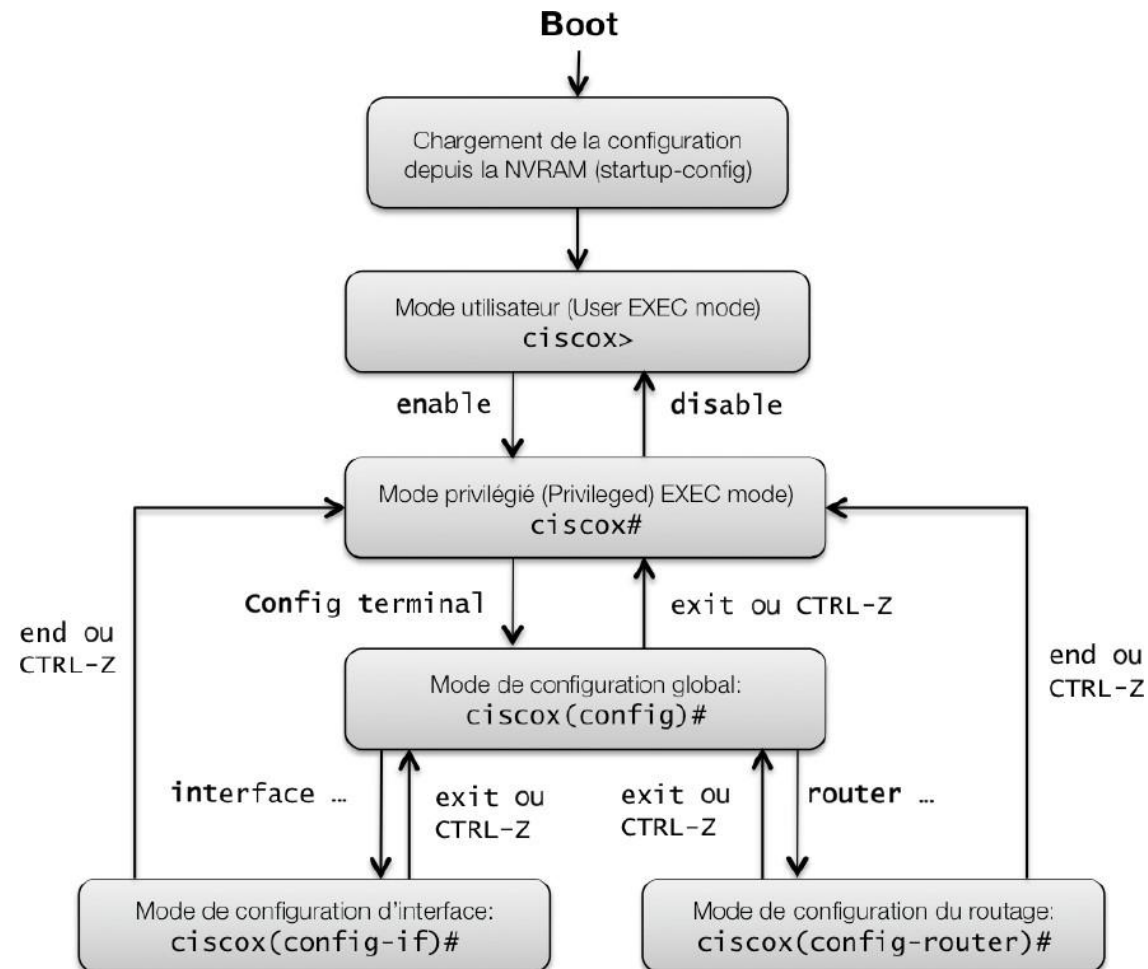 Boot
Chargement de la configuration
depuis la NVRAM (startup-config)
Mode utilisateur (User EXEC mode)
ciscox>
enable
disable
Mode privilégié (Privileged) EXEC mode)
ciscox#
Config terminal
exit ou CTRL-Z
end ou
CTRL-Z
end ou
CTRL-Z
Mode de configuration global:
ciscox(config)#
interface ...
exit ou
CTRL-Z
exit ou
CTRL-Z
router ...
Mode de configuration d'interface:
ciscox(config-if)#
Mode de configuration du routage:
ciscox(config-router)#